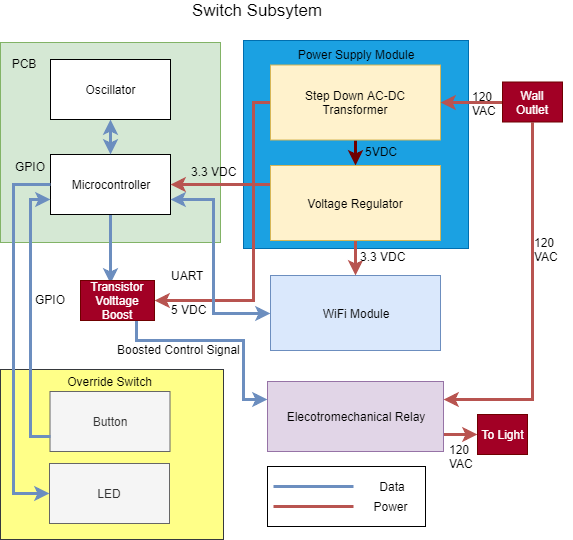 Switch Subsytem
PCB
Oscillator
GPIO
Microcontroller
Power Supply Module
Step Down AC-DC
Transformer
5VDC
Voltage Regulator
120
VAC
Wall
Outlet
3.3 VDC
3.3 VDC
120
VAC
UART
5 VDC
GPIO
Transistor
Volltage
Boost
WiFi Module
Boosted Control Signal
Override Switch
Button
LED
Elecotromechanical Relay
To Light
120
VAC
Data
Power